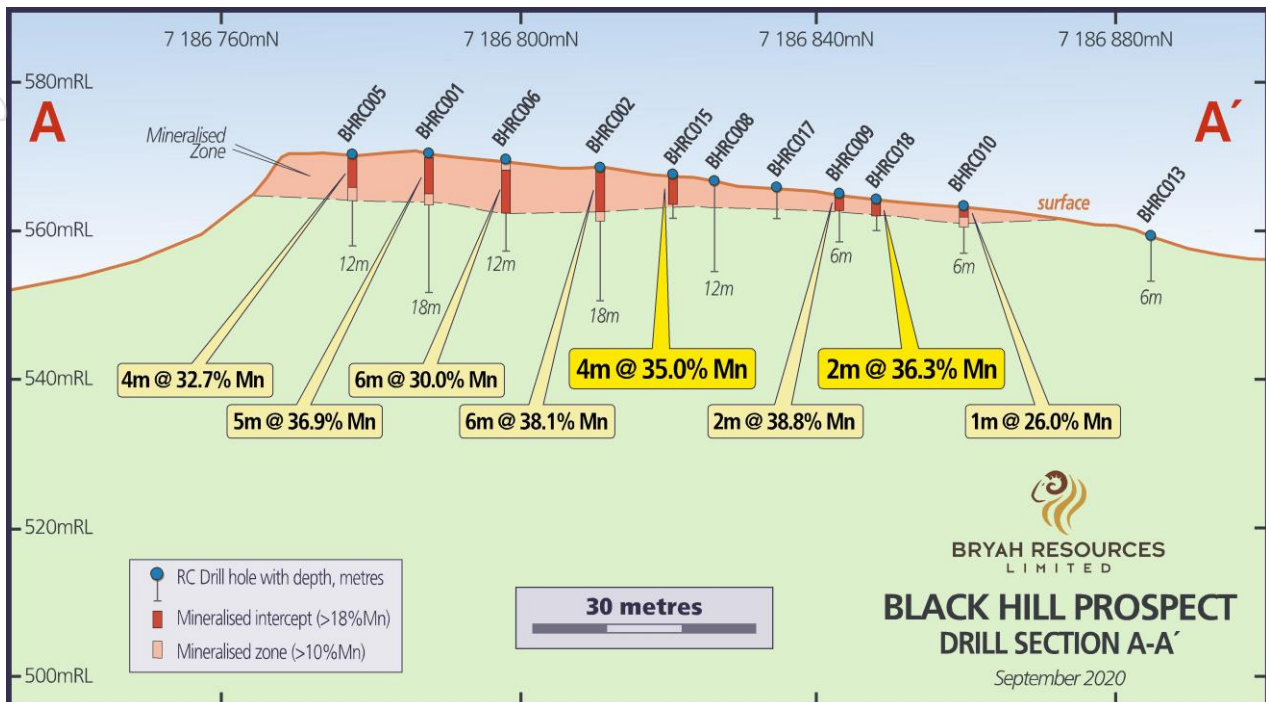 7 186 760mN
7 186 800mN
7 186 840mN
7 186 880mN
580mRL
A
A´
BHRC005
BHRC001
BHRC006
BHRC002
BHRC015
BHRC008
BHRC017
BHRC009
BHRC018
BHRC010
BHRC013
Mineralised
Zone
surface
560mRL
12m
18m
12m
18m
12m
6m
6m
6m
4m @ 32.7% Mn
6m @ 30.0% Mn
4m @ 35.0% Mn
2m @ 36.3% Mn
540mRL
5m @ 36.9% Mn
6m @ 38.1% Mn
2m @ 38.8% Mn
1m @ 26.0% Mn
520mRL
RC Drill hole with depth, metres
Mineralised intercept (>18%Mn)
Mineralised zone (>10%Mn)
30 metres
BRYAH RESOURCES
LIMITED
BLACK HILL PROSPECT
DRILL SECTION A-A´
September 2020
500mRL